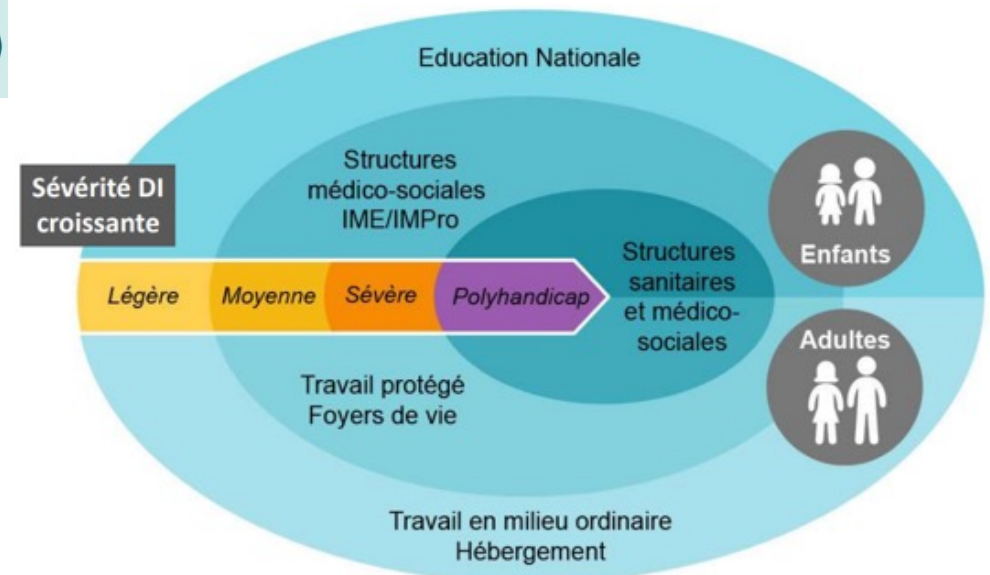 Education Nationale
Sévérité DI
croissante
Structures
médico-sociales
IME/IMPro
Enfants
Légère
Moyenne
Sévère
Polyhandicap
Structures
sanitaires
et médico-
sociales
Adultes
Travail protégé
Foyers de vie
Travail en milieu ordinaire
Hébergement